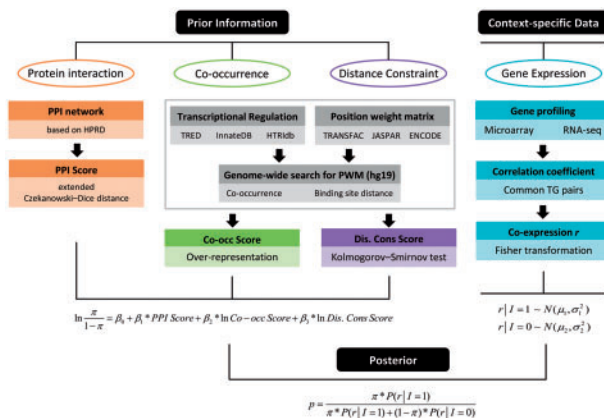 Prior Information
Context-specific Data
Protein interaction
Co-occurrence
Distance Constraint
Gene Expression
PPI network
based on HPRD
PPI Score
extended
Czekanowski-Dice distance
Transcriptional Regulation
TRED InnateDB HTRIdb
Position weight matrix
TRANSFAC JASPAR ENCODE
Genome-wide search for PWM (hg19)
Co-occurrence Binding site distance
Co-occ Score
Over-representation
Dis. Cons Score
Kolmogorov–Smirnov test
Gene profiling
Microarray RNA-seq
Correlation coefficient
Common TG pairs
Co-expression r
Fisher transformation
ln π/(1−π) = β₀ + β₁ * PPI Score + β₂ * ln Co−occ Score + β₃ * ln Dis. Cons Score
r | I = 1 ~ N(μ₁, σ₁²)
r | I = 0 ~ N(μ₂, σ₂²)
Posterior
p = π * P(r | I = 1) / (π * P(r | I = 1) + (1 − π) * P(r | I = 0))